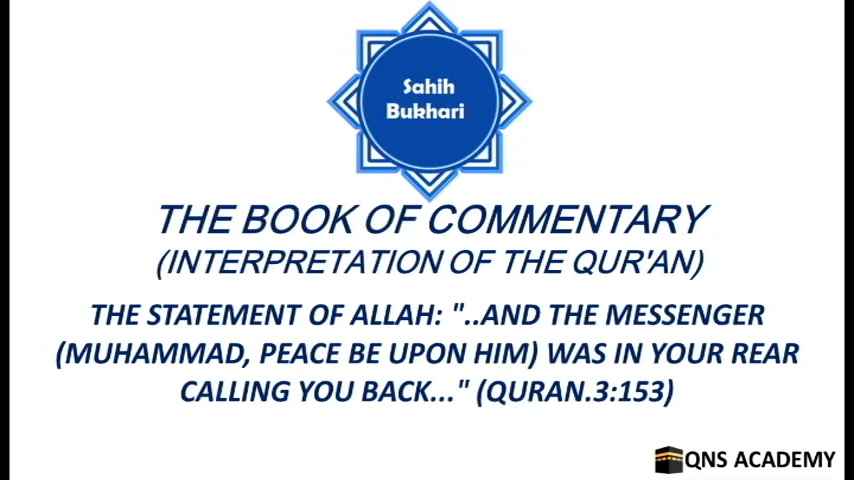 Sahih
Bukhari
THE BOOK OF COMMENTARY
(INTERPRETATION OF THE QUR'AN)
THE STATEMENT OF ALLAH: "..AND THE MESSENGER
(MUHAMMAD, PEACE BE UPON HIM) WAS IN YOUR REAR
CALLING YOU BACK..." (QURAN.3:153)
QNS ACADEMY